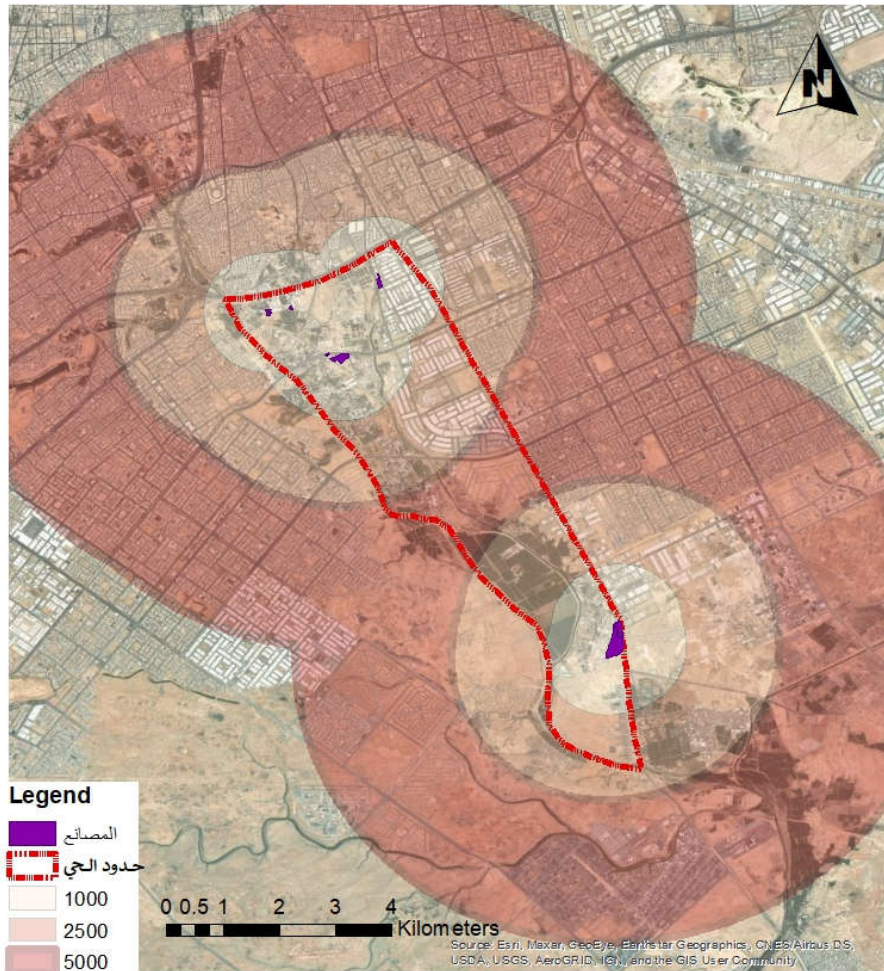 N
Legend
المصانع
حدود الحي
1000
2500
5000
0 0.5 1 2 3 4
Kilometers
Source: Esri, Maxar, GeoEye, Earthstar Geographics, CNES/Airbus DS,
USDA, USGS, AeroGRID, IGN, and the GIS User Community